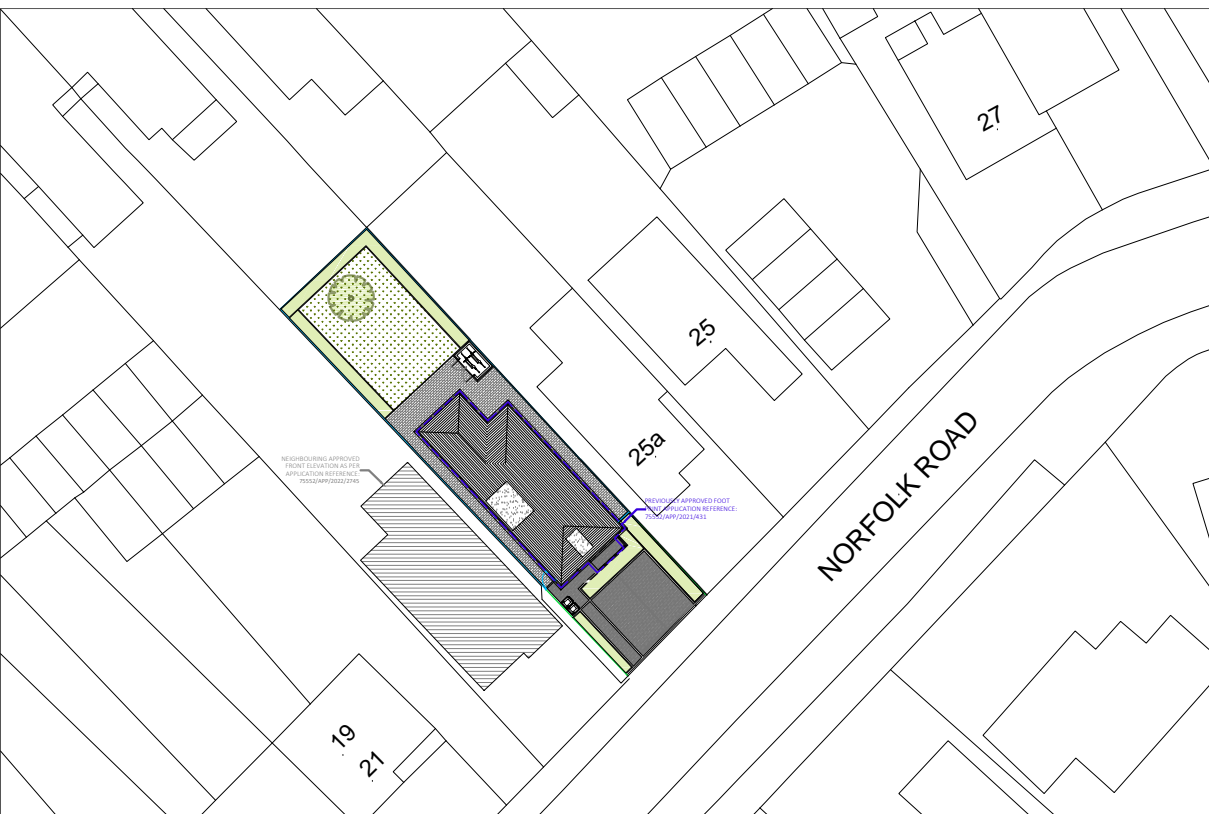 27
25
25a
NORFOLK ROAD
NEIGHBOURING APPROVED
FRONT ELEVATION AS PER
APPLICATION REFERENCE:
75552/APP/2022/2745
PREVIOUSLY APPROVED FOOT
PRINT APPLICATION REFERENCE:
75552/APP/2021/431
19
21